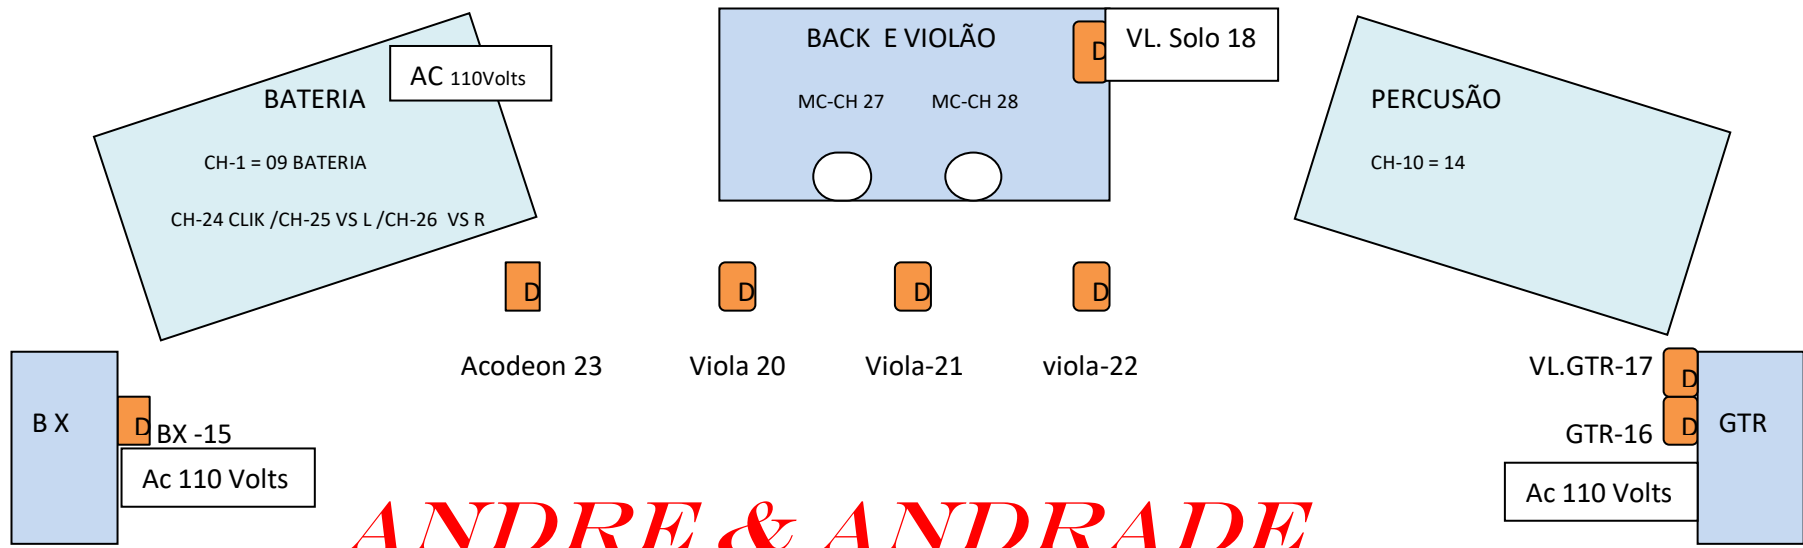 BATERIA
AC 110Volts
CH-1 = 09 BATERIA
CH-24 CLIK /CH-25 VS L /CH-26 VS R
BACK E VIOLÃO
D
VL. Solo 18
MC-CH 27 MC-CH 28
PERCUSÃO
CH-10 = 14
D D D D
Acodeon 23 Viola 20 Viola-21 viola-22
B X
D
BX -15
Ac 110 Volts
VL.GTR-17
D
GTR-16
D
GTR
Ac 110 Volts
ANDRE & ANDRADE